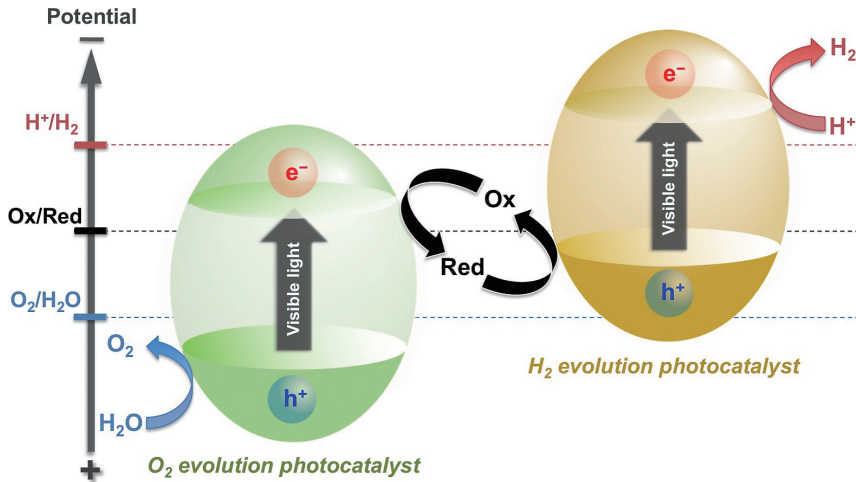 Potential
−
H⁺/H₂
Ox/Red
O₂/H₂O
O₂
H₂O
+
e⁻
Visible light
h⁺
O₂ evolution photocatalyst
Ox
Red
e⁻
Visible light
h⁺
H₂ evolution photocatalyst
H₂
H⁺